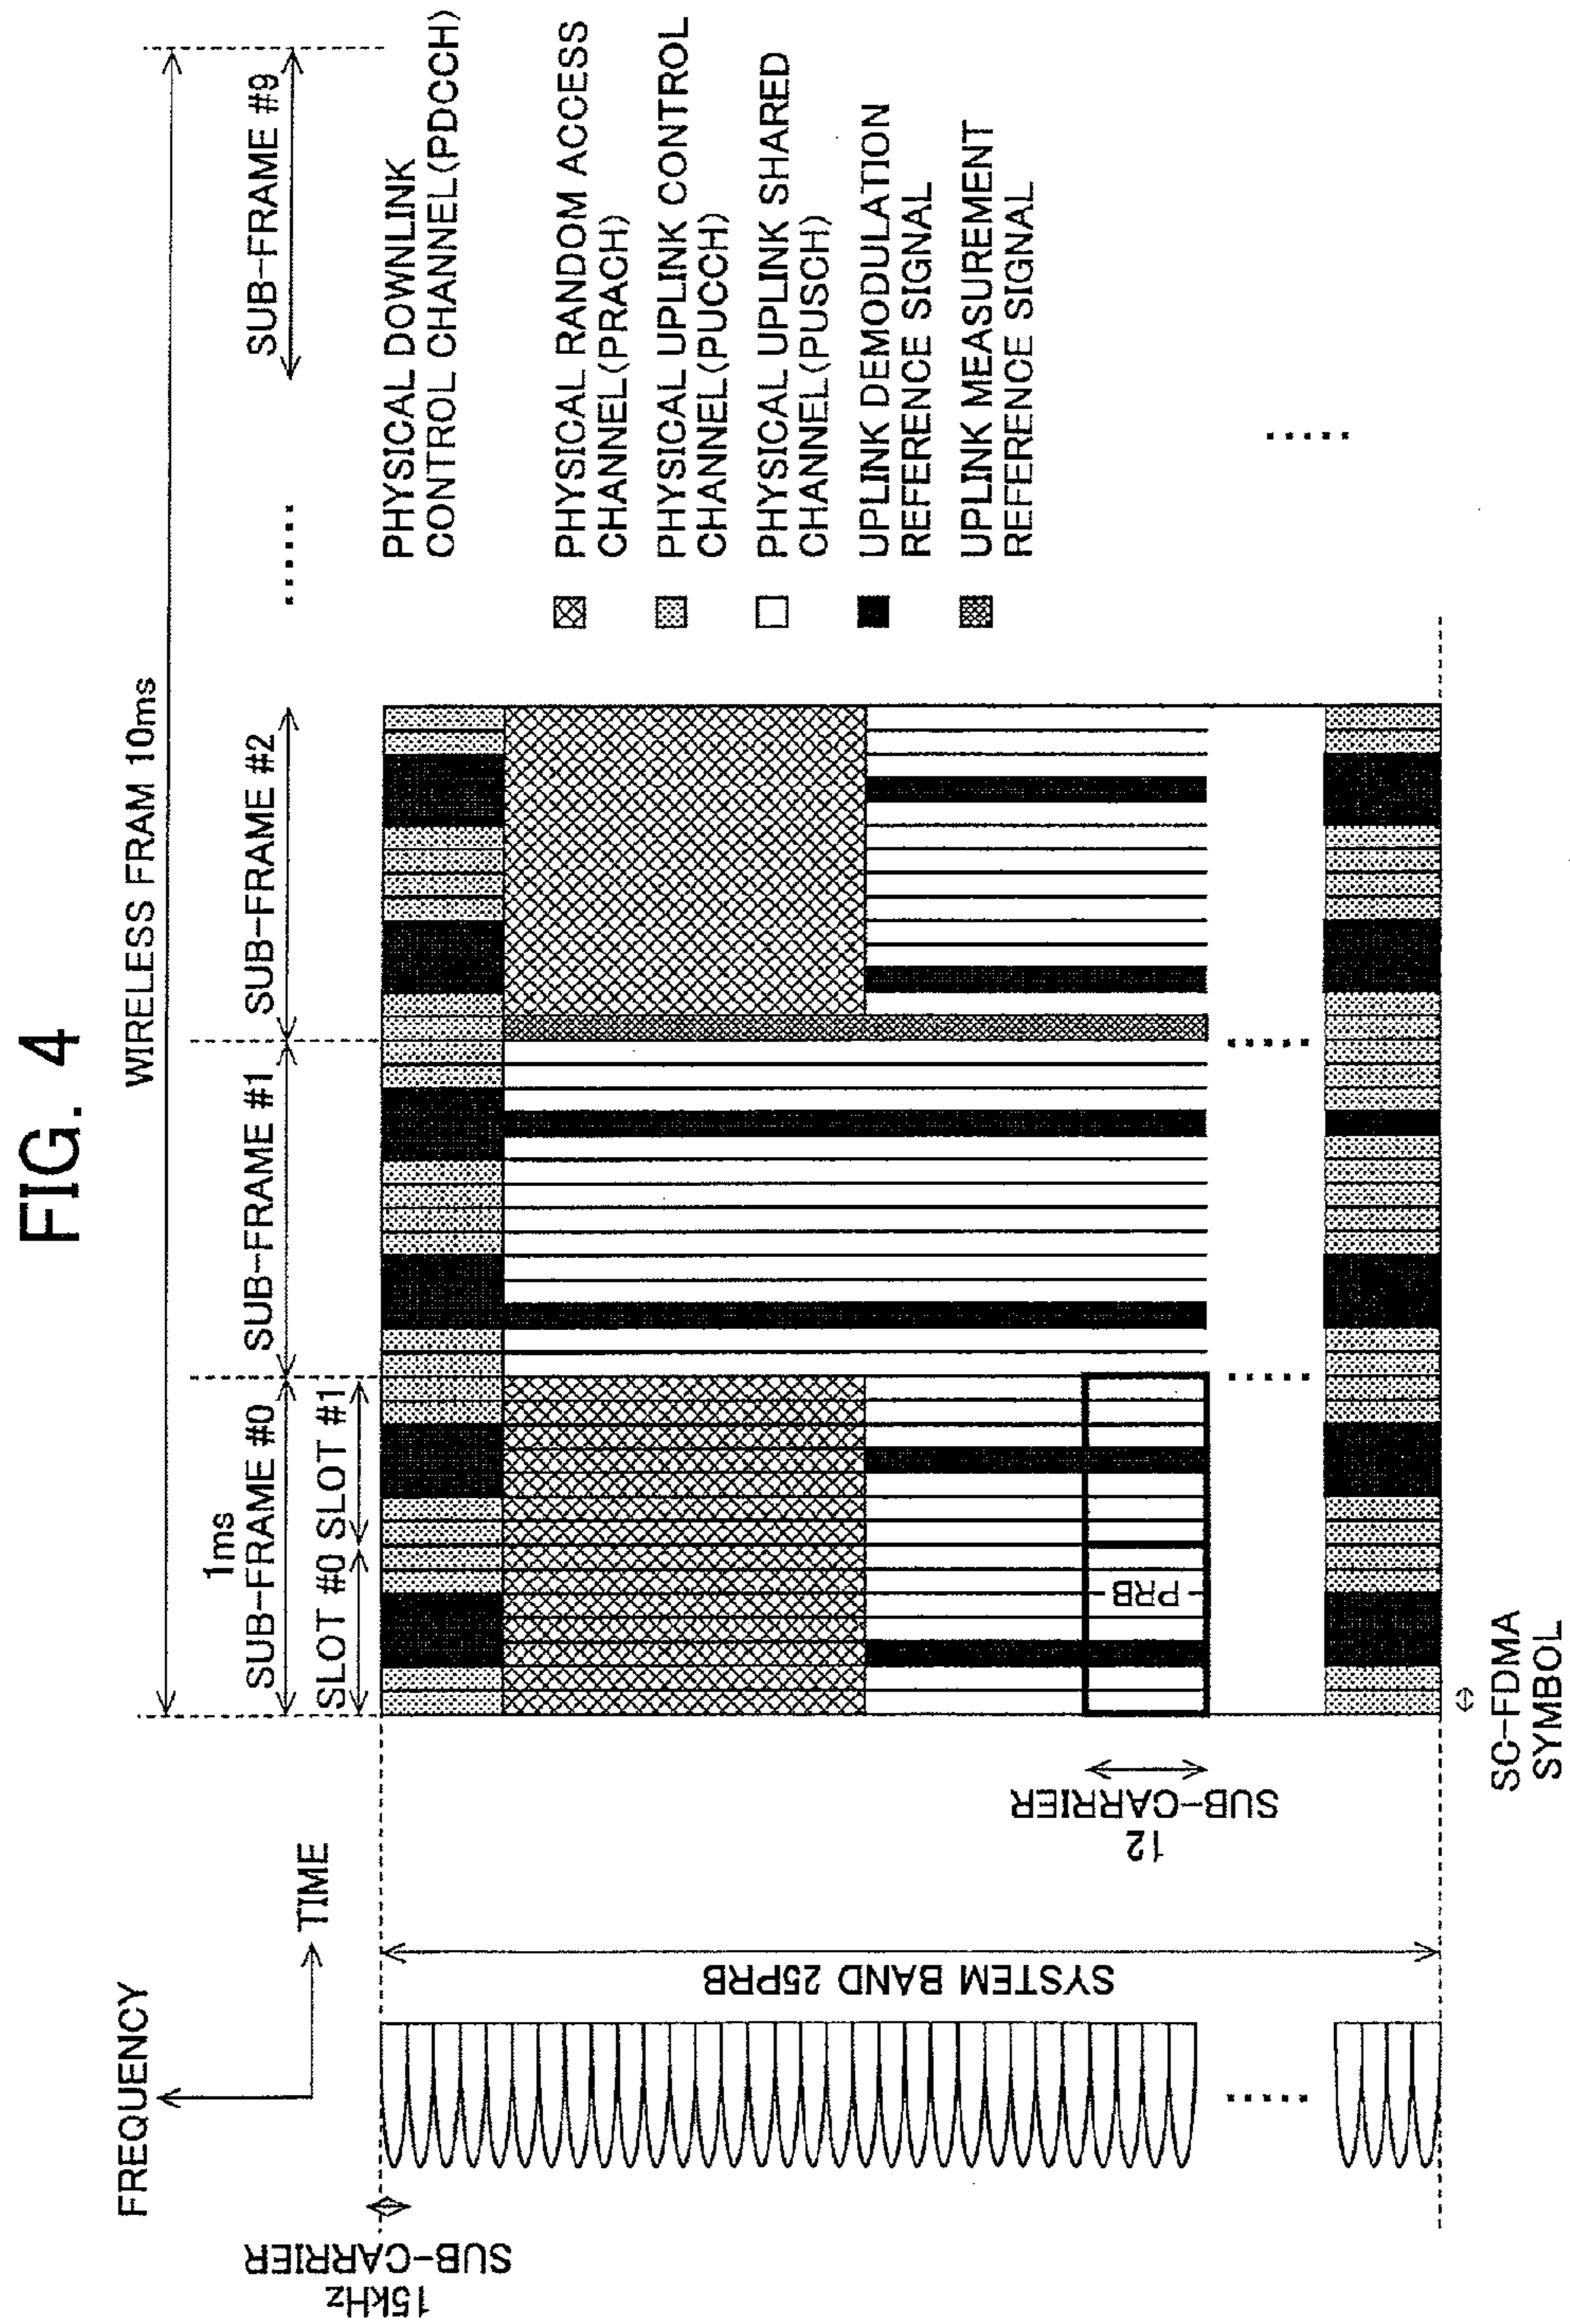 FIG. 4
WIRELESS FRAM 10ms
1ms
SUB-FRAME #0
SUB-FRAME #1
SUB-FRAME #2
SUB-FRAME #9
SLOT #0
SLOT #1
FREQUENCY
TIME
15kHz
SUB-CARRIER
SYSTEM BAND 25PRB
12
SUB-CARRIER
PRB
SC-FDMA
SYMBOL
PHYSICAL DOWNLINK
CONTROL CHANNEL(PDCCH)
PHYSICAL RANDOM ACCESS
CHANNEL(PRACH)
PHYSICAL UPLINK CONTROL
CHANNEL(PUCCH)
PHYSICAL UPLINK SHARED
CHANNEL(PUSCH)
UPLINK DEMODULATION
REFERENCE SIGNAL
UPLINK MEASUREMENT
REFERENCE SIGNAL